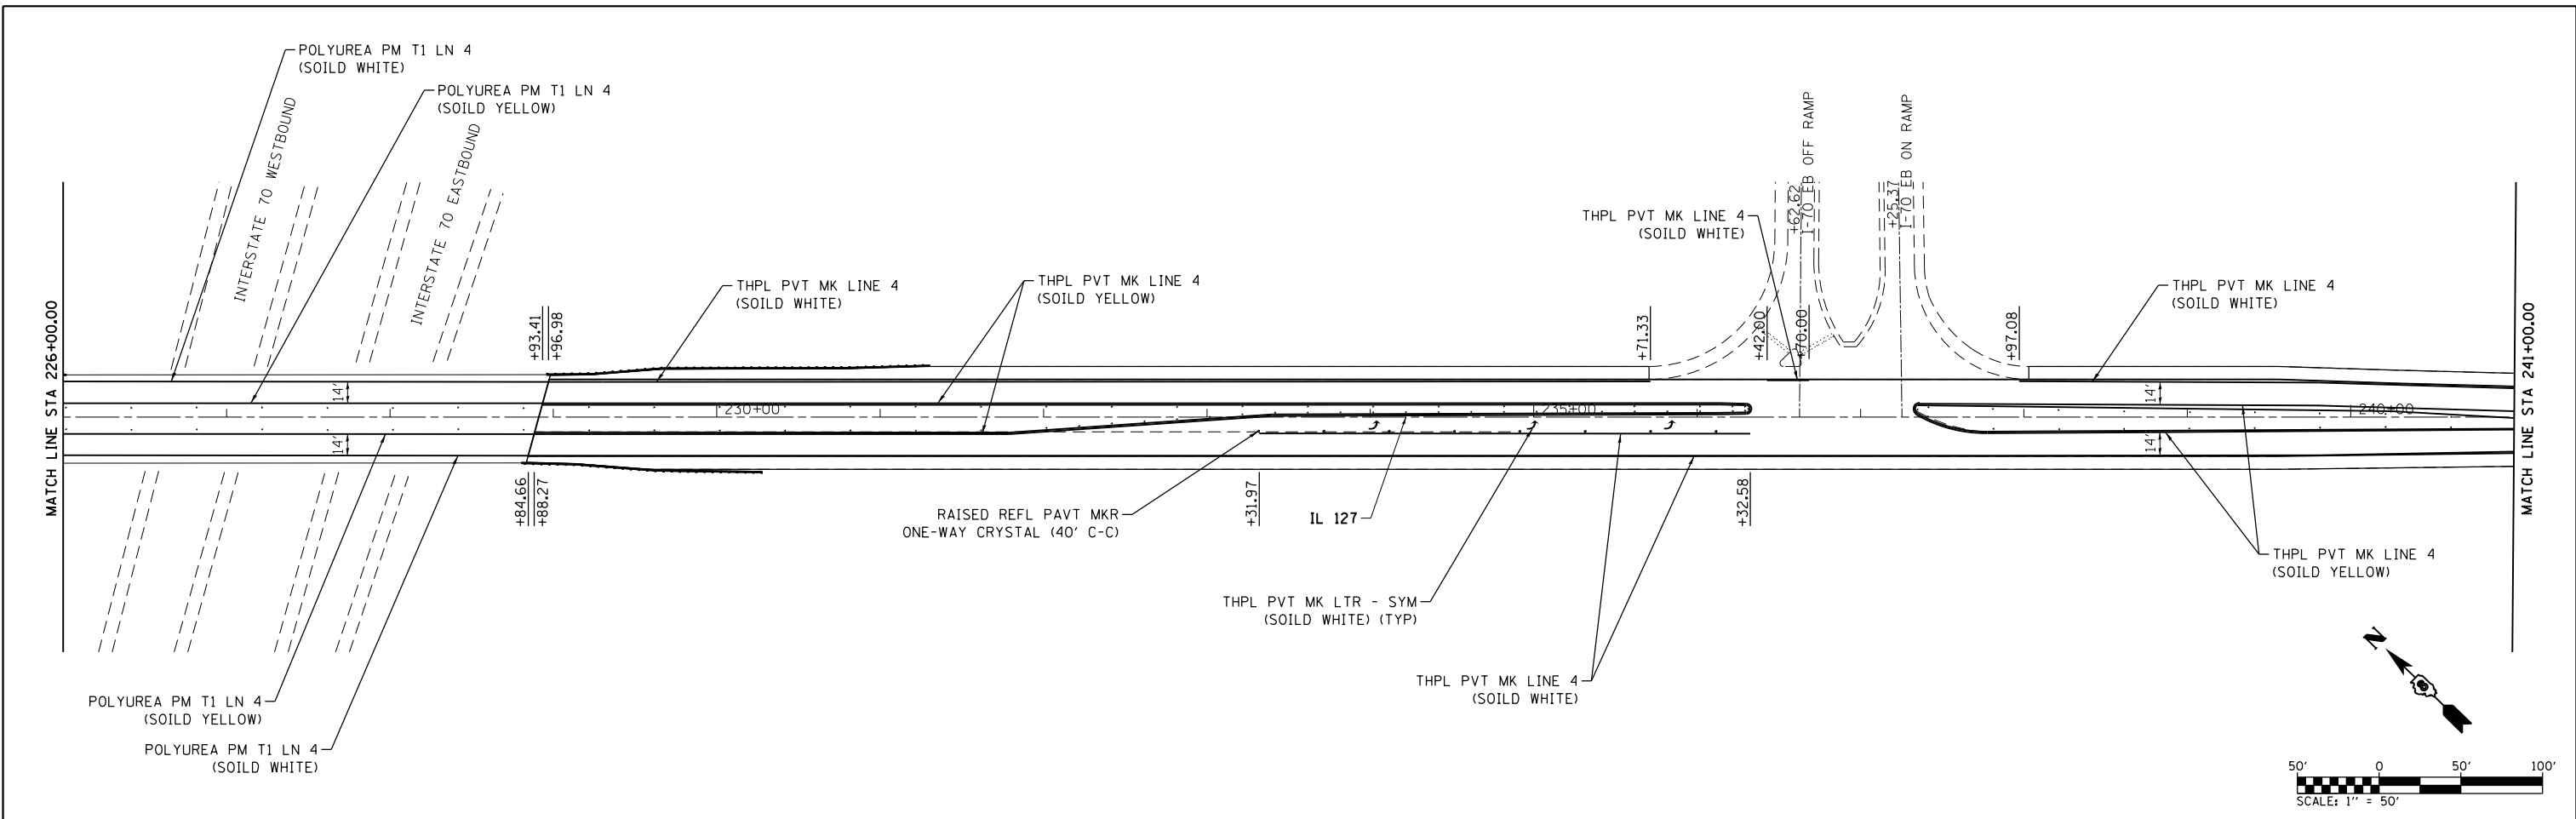 POLYUREA PM T1 LN 4
(SOILD WHITE)
POLYUREA PM T1 LN 4
(SOILD YELLOW)
INTERSTATE 70 WESTBOUND
INTERSTATE 70 EASTBOUND
I-70 EB OFF RAMP
I-70 EB ON RAMP
+62.62
+25.37
THPL PVT MK LINE 4
(SOILD WHITE)
THPL PVT MK LINE 4
(SOILD WHITE)
THPL PVT MK LINE 4
(SOILD YELLOW)
THPL PVT MK LINE 4
(SOILD WHITE)
MATCH LINE STA 226+00.00
MATCH LINE STA 241+00.00
+93.41
+96.98
+71.33
+42.00
+70.00
+97.08
14'
14'
14'
14'
230+00
235+00
240+00
+84.66
+88.27
+31.97
+32.58
RAISED REFL PAVT MKR
ONE-WAY CRYSTAL (40' C-C)
IL 127
THPL PVT MK LTR - SYM
(SOILD WHITE) (TYP)
THPL PVT MK LINE 4
(SOILD YELLOW)
THPL PVT MK LINE 4
(SOILD WHITE)
POLYUREA PM T1 LN 4
(SOILD YELLOW)
POLYUREA PM T1 LN 4
(SOILD WHITE)
N
50' 0 50' 100'
SCALE: 1" = 50'